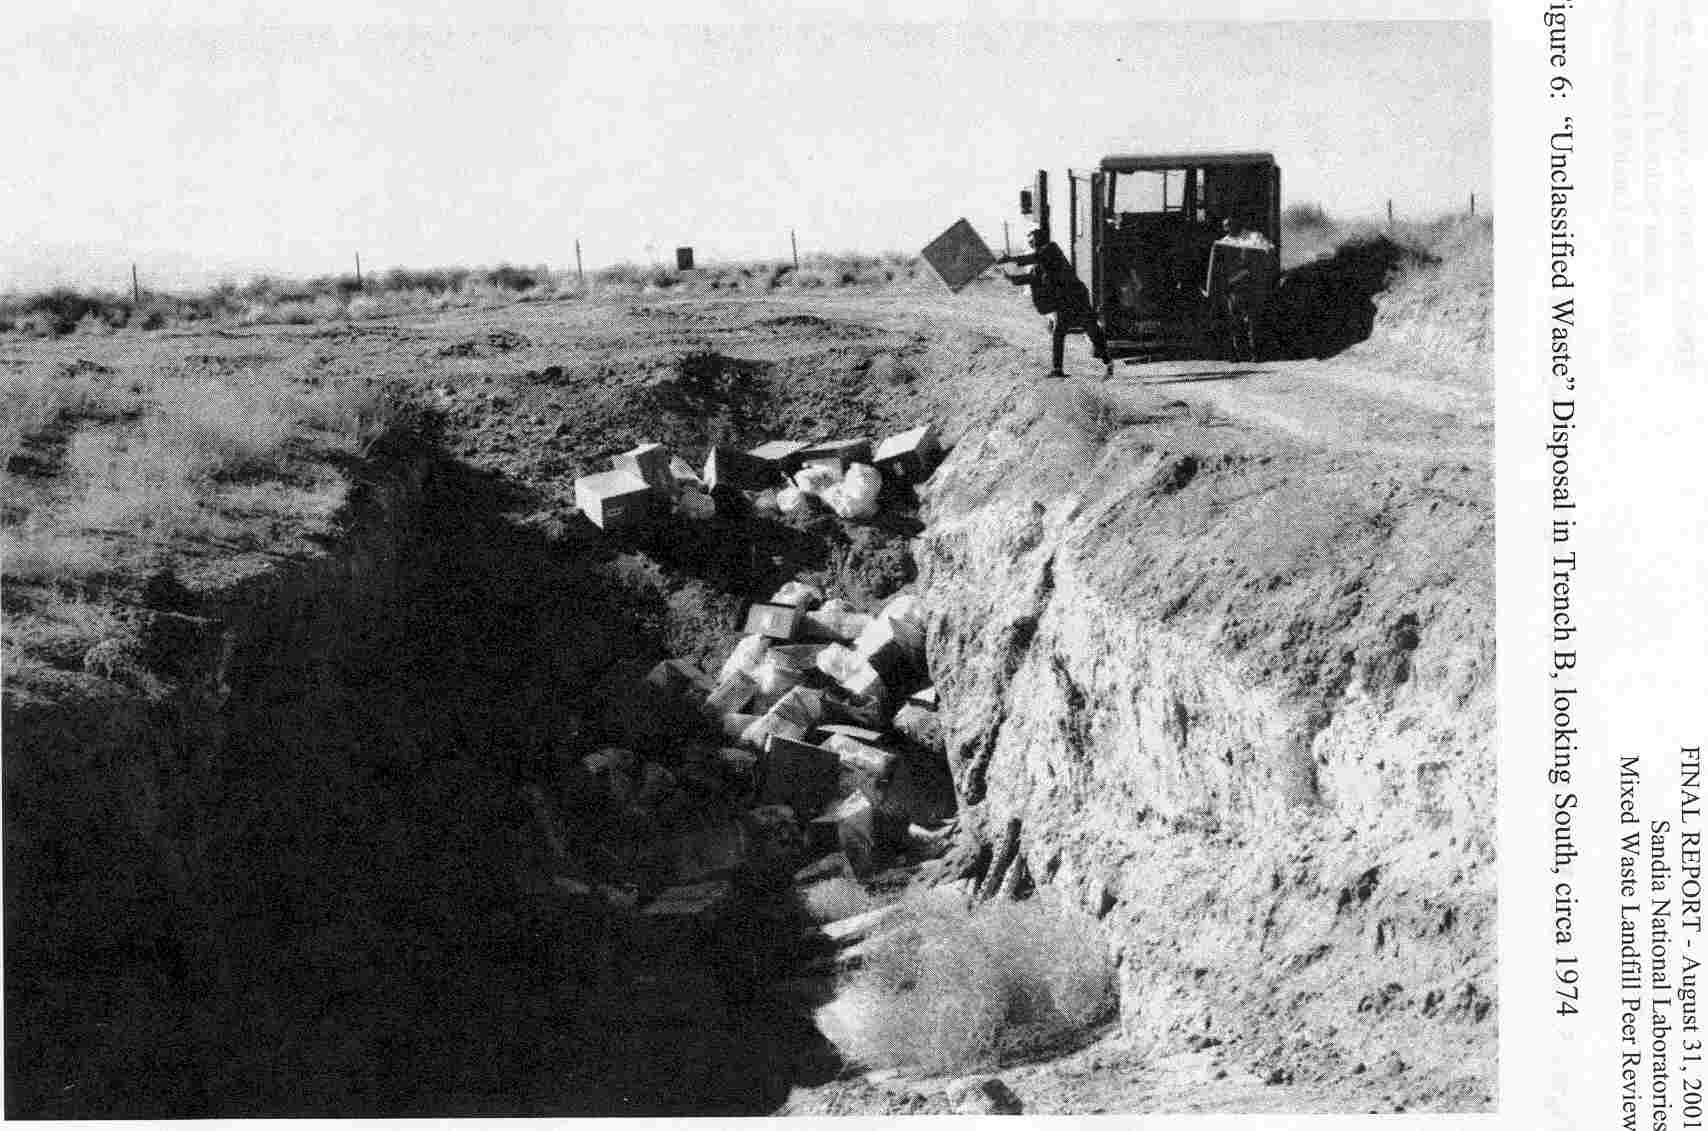 FINAL REPORT - August 31, 2001
Sandia National Laboratories
Mixed Waste Landfill Peer Review
Figure 6: “Unclassified Waste” Disposal in Trench B, looking South, circa 1974